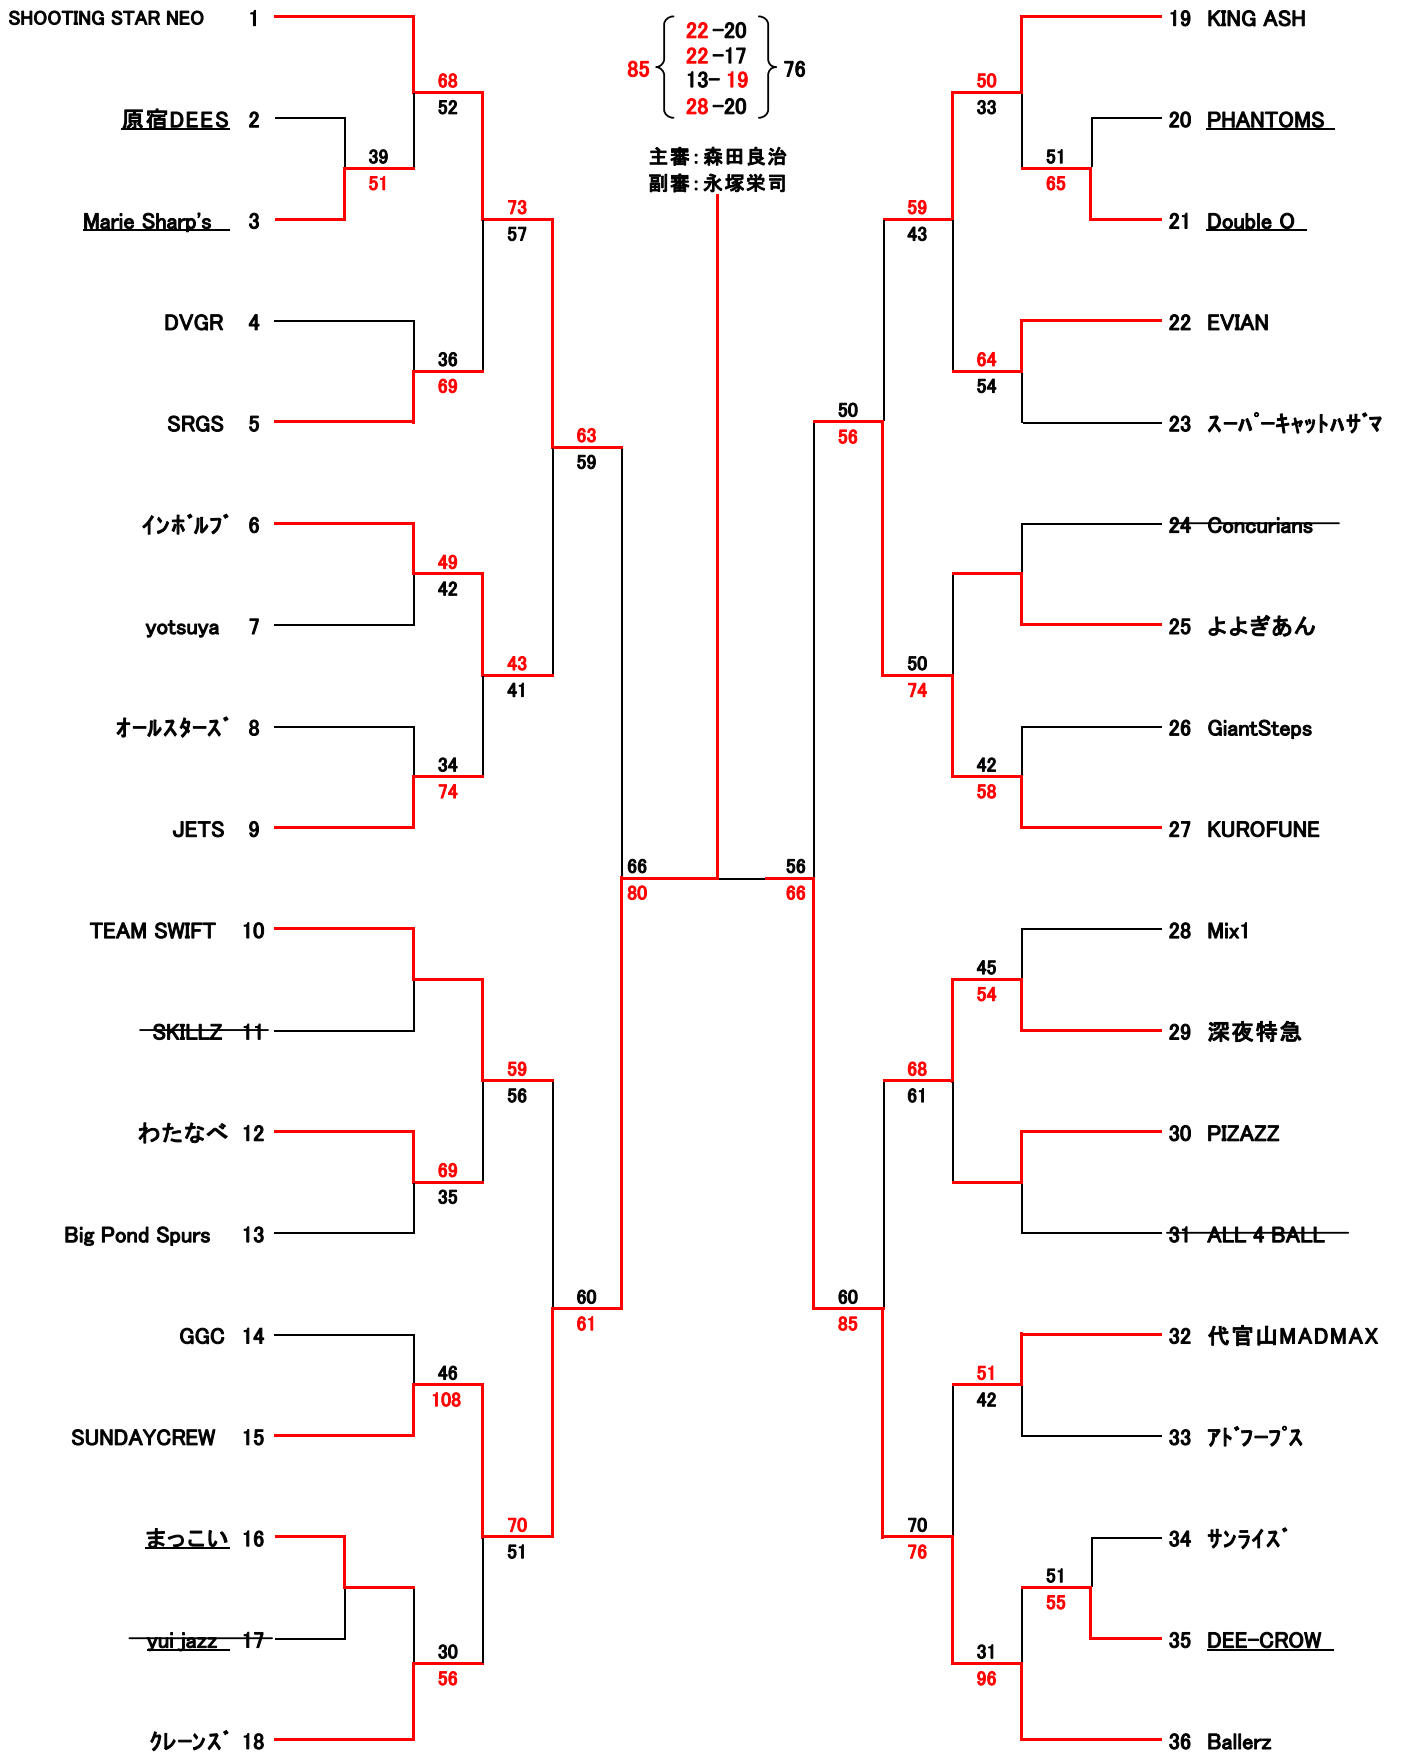 SHOOTING STAR NEO 1
68
52
原宿DEES 2
39
51
Marie Sharp's 3
73
57
DVGR 4
36
69
SRGS 5
63
59
インボルブ 6
49
42
yotsuya 7
43
41
オールスターズ 8
34
74
JETS 9
66
80
TEAM SWIFT 10
SKILLZ 11
59
56
わたなべ 12
69
35
Big Pond Spurs 13
60
61
GGC 14
46
108
SUNDAYCREW 15
70
51
まっこい 16
yui jazz 17
30
56
クレーンズ 18
22-20
22-17
85 76
13-19
28-20
主審:森田良治
副審:永塚栄司
19 KING ASH
50
33
20 PHANTOMS
51
65
21 Double O
59
43
22 EVIAN
64
54
23 スーパーキャットハザマ
50
56
24 Concurians
25 よよぎあん
50
74
26 GiantSteps
42
58
27 KUROFUNE
56
66
28 Mix1
45
54
29 深夜特急
68
61
30 PIZAZZ
31 ALL 4 BALL
60
85
32 代官山MADMAX
51
42
33 アドフープス
70
76
34 サンライズ
51
55
35 DEE-CROW
31
96
36 Ballerz